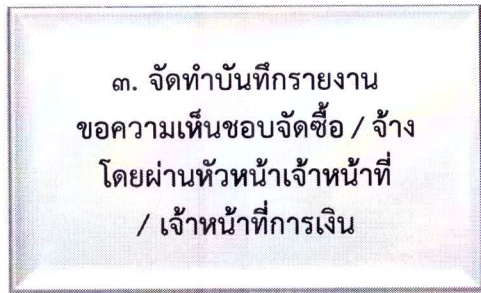 ๓. จัดทำบันทึกรายงาน
ขอความเห็นชอบจัดซื้อ / จ้าง
โดยผ่านหัวหน้าเจ้าหน้าที่
/ เจ้าหน้าที่การเงิน